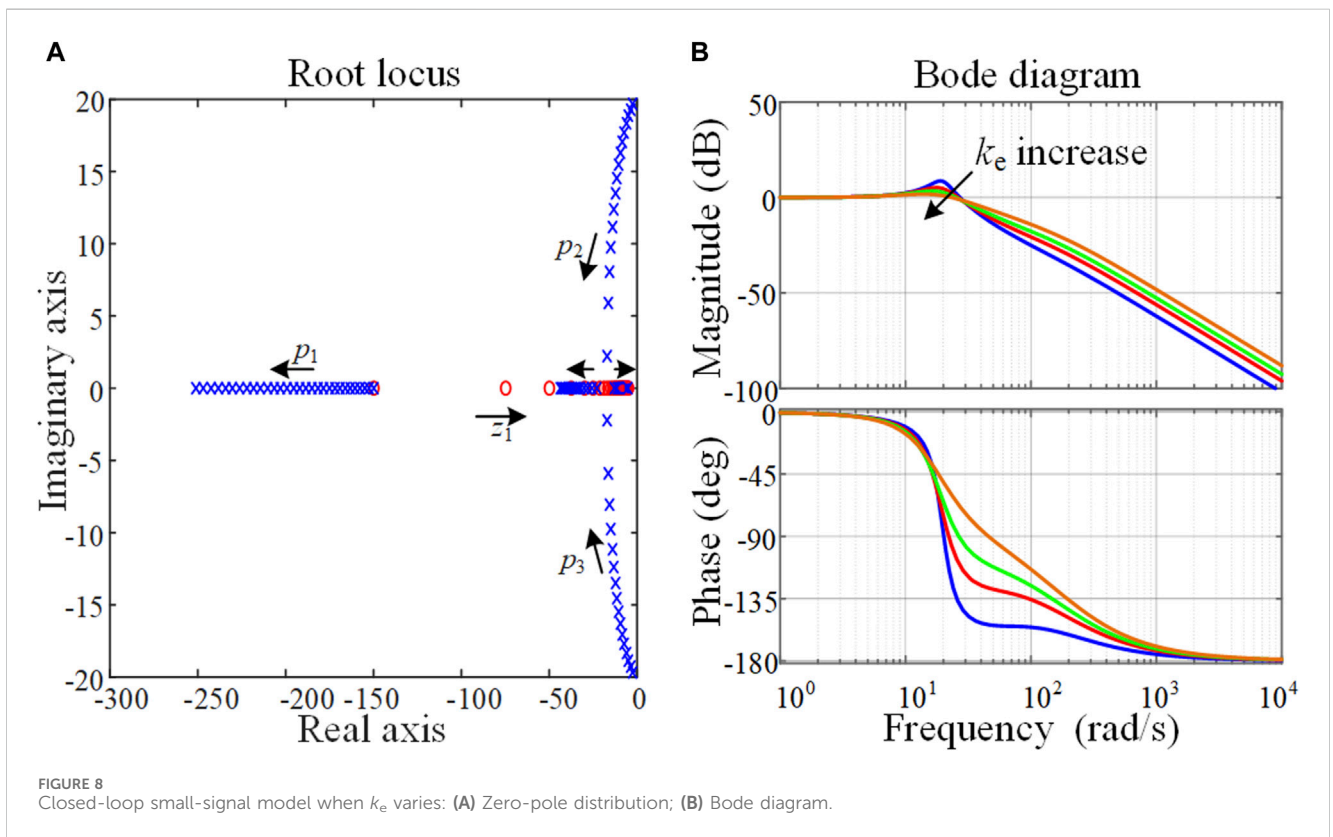 A
Root locus
Imaginary axis
20
15
10
5
0
-5
-10
-15
-20
p2
p1
z1
p3
-300 -250 -200 -150 -100 -50 0
Real axis
B
Bode diagram
Magnitude (dB)
50
0
-50
-100
ke increase
Phase (deg)
0
-45
-90
-135
-180
10^0 10^1 10^2 10^3 10^4
Frequency (rad/s)
FIGURE 8
Closed-loop small-signal model when ke varies: (A) Zero-pole distribution; (B) Bode diagram.